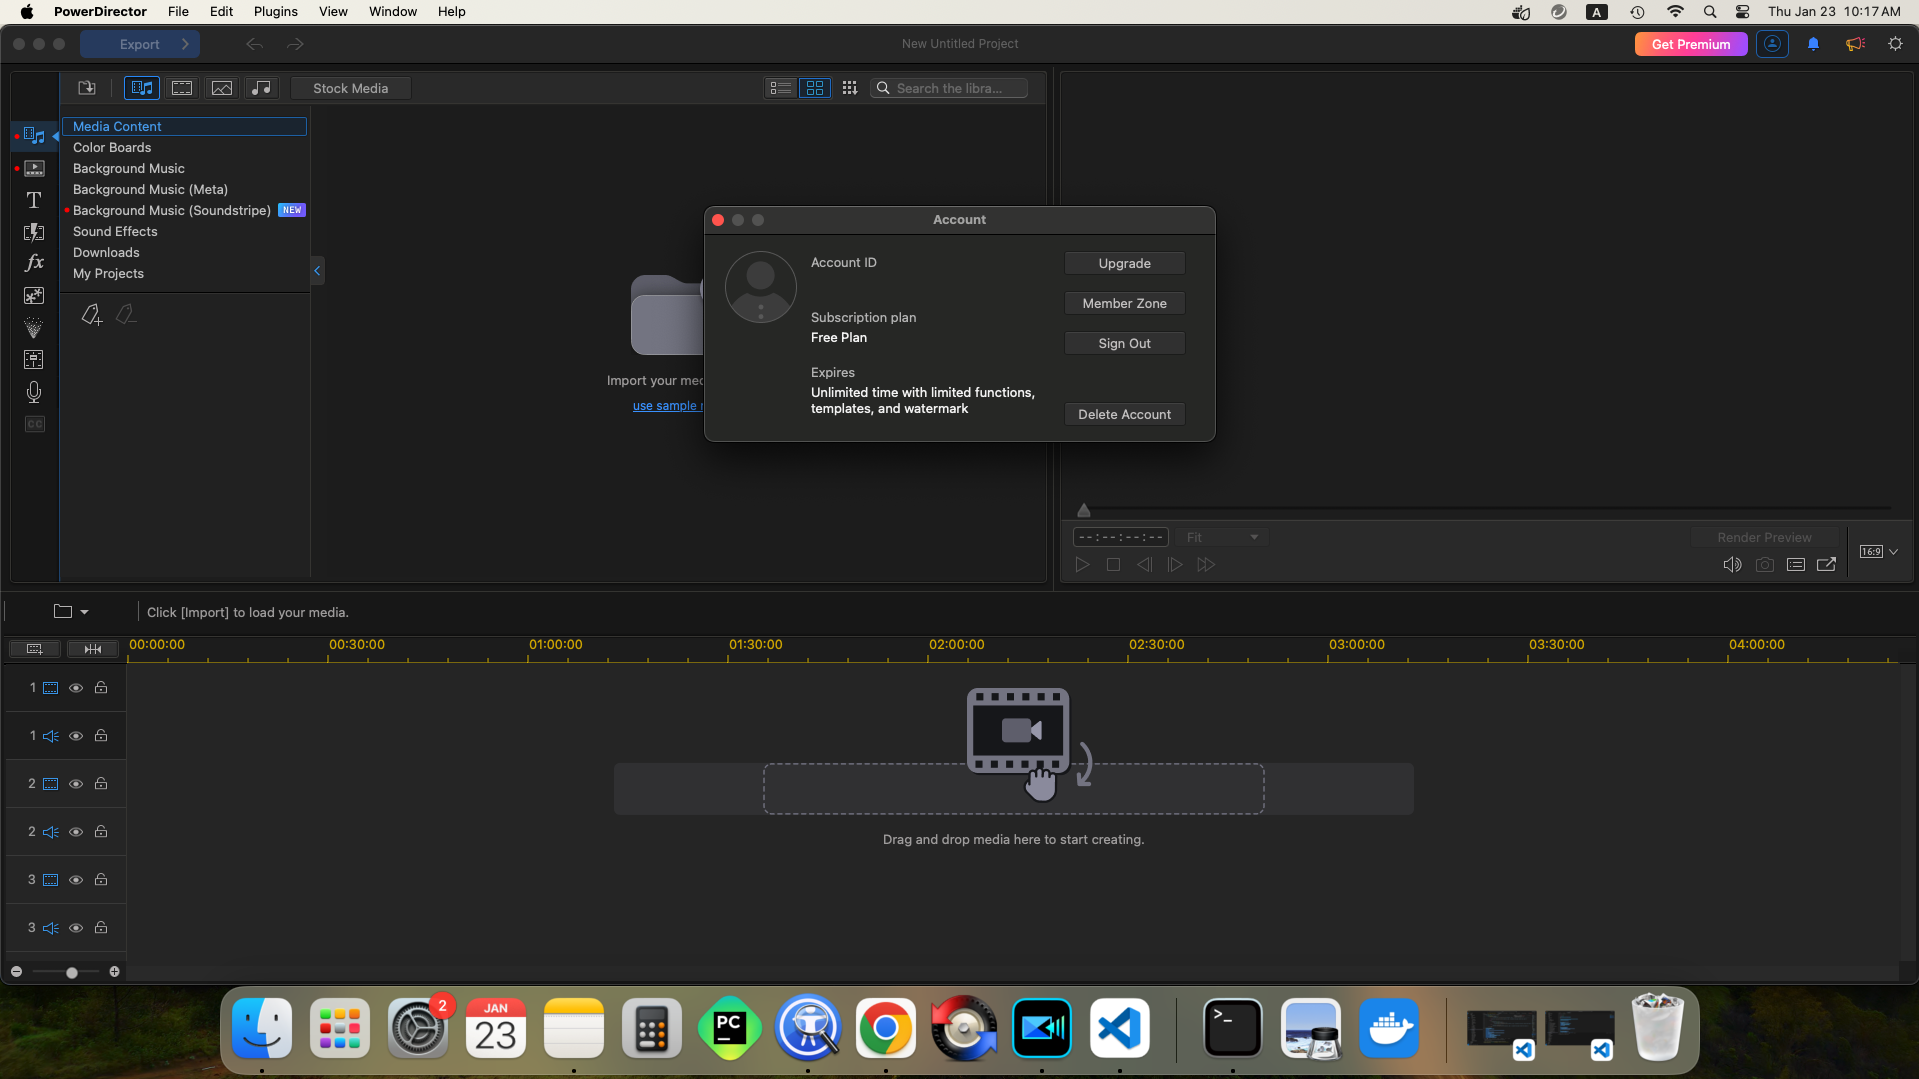 PowerDirector File Edit Plugins View Window Help
A
Thu Jan 23 10:17 AM
Export
New Untitled Project
Get Premium
Stock Media
Search the libra...
Media Content
Color Boards
Background Music
Background Music (Meta)
Background Music (Soundstripe) NEW
Sound Effects
Downloads
My Projects
T
fx
CC
Import your med
use sample
Account
Account ID
Subscription plan
Free Plan
Expires
Unlimited time with limited functions,
templates, and watermark
Upgrade
Member Zone
Sign Out
Delete Account
--:--:--:--
Fit
Render Preview
16:9
Click [Import] to load your media.
00:00:00 00:30:00 01:00:00 01:30:00 02:00:00 02:30:00 03:00:00 03:30:00 04:00:00
1
1
2
2
3
3
Drag and drop media here to start creating.
2
JAN
23
PC
>_